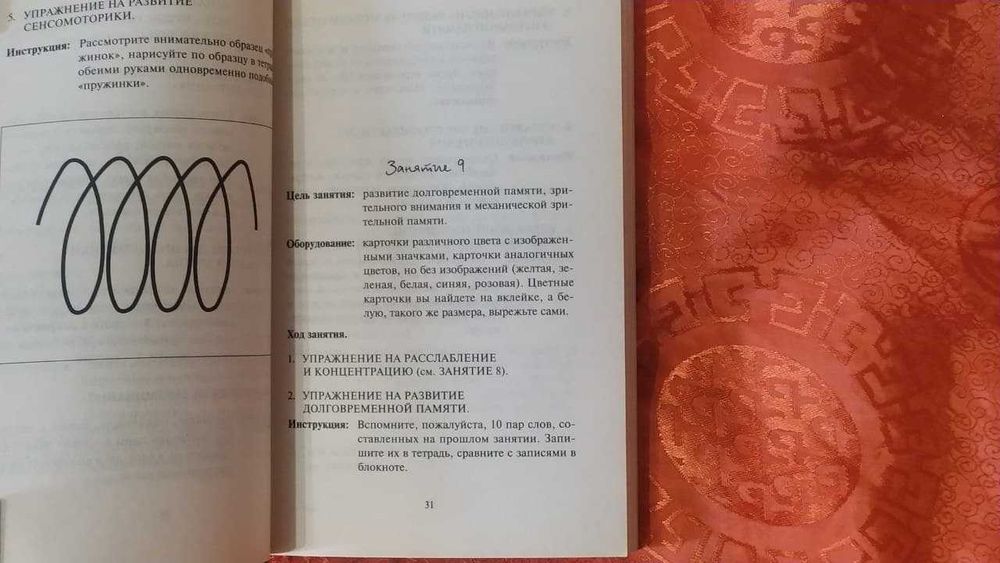 5. УПРАЖНЕНИЕ НА РАЗВИТИЕ
СЕНСОМОТОРИКИ.
Инструкция: Рассмотрите внимательно образец
жинок», нарисуйте по образцу в
обеими руками одновременно
«пружинки».
Занятие 9
Цель занятия: развитие долговременной памяти, зри-
тельного внимания и механической зри-
тельной памяти.
Оборудование: карточки различного цвета с изображен-
ными значками, карточки аналогичных
цветов, но без изображений (желтая, зе-
леная, белая, синяя, розовая). Цветные
карточки вы найдете на вклейке, а бе-
лую, такого же размера, вырежьте сами.
Ход занятия.
1. УПРАЖНЕНИЕ НА РАССЛАБЛЕНИЕ
И КОНЦЕНТРАЦИЮ (см. ЗАНЯТИЕ 8).
2. УПРАЖНЕНИЕ НА РАЗВИТИЕ
ДОЛГОВРЕМЕННОЙ ПАМЯТИ.
Инструкция: Вспомните, пожалуйста, 10 пар слов, со-
ставленных на прошлом занятии. Запи-
шите их в тетрадь, сравните с записями в
блокноте.
31